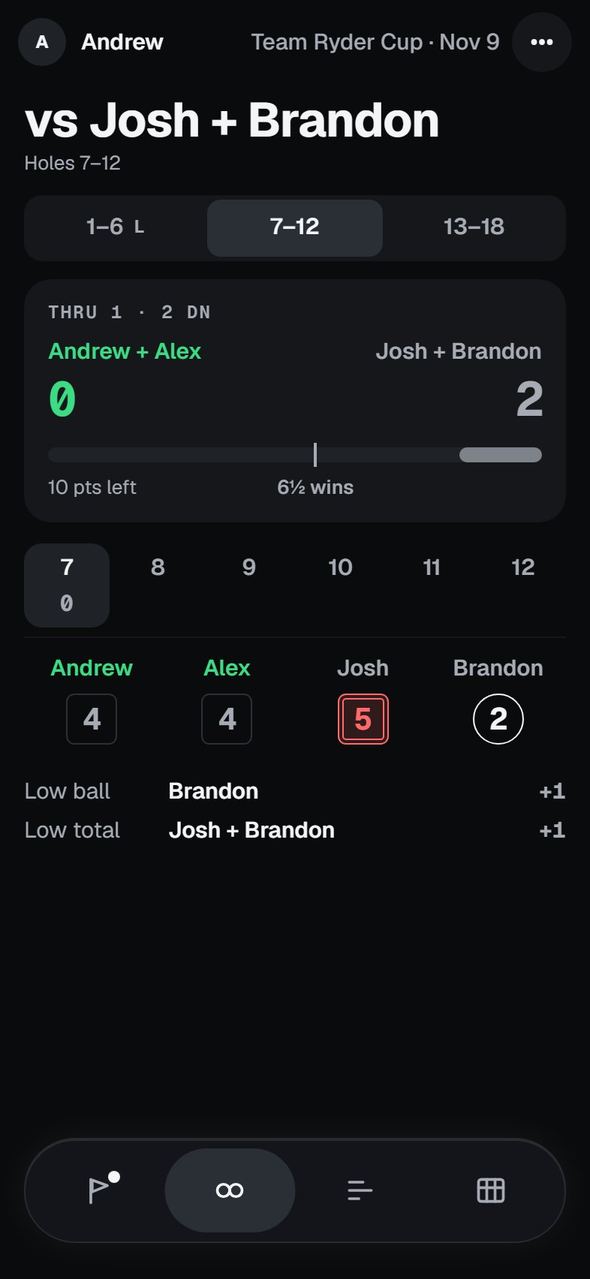 A Andrew Team Ryder Cup · Nov 9
vs Josh + Brandon
Holes 7–12
1–6 L 7–12 13–18
THRU 1 · 2 DN
Andrew + Alex Josh + Brandon
0 2
10 pts left 6½ wins
7 8 9 10 11 12
0
Andrew Alex Josh Brandon
4 4 5 2
Low ball Brandon +1
Low total Josh + Brandon +1